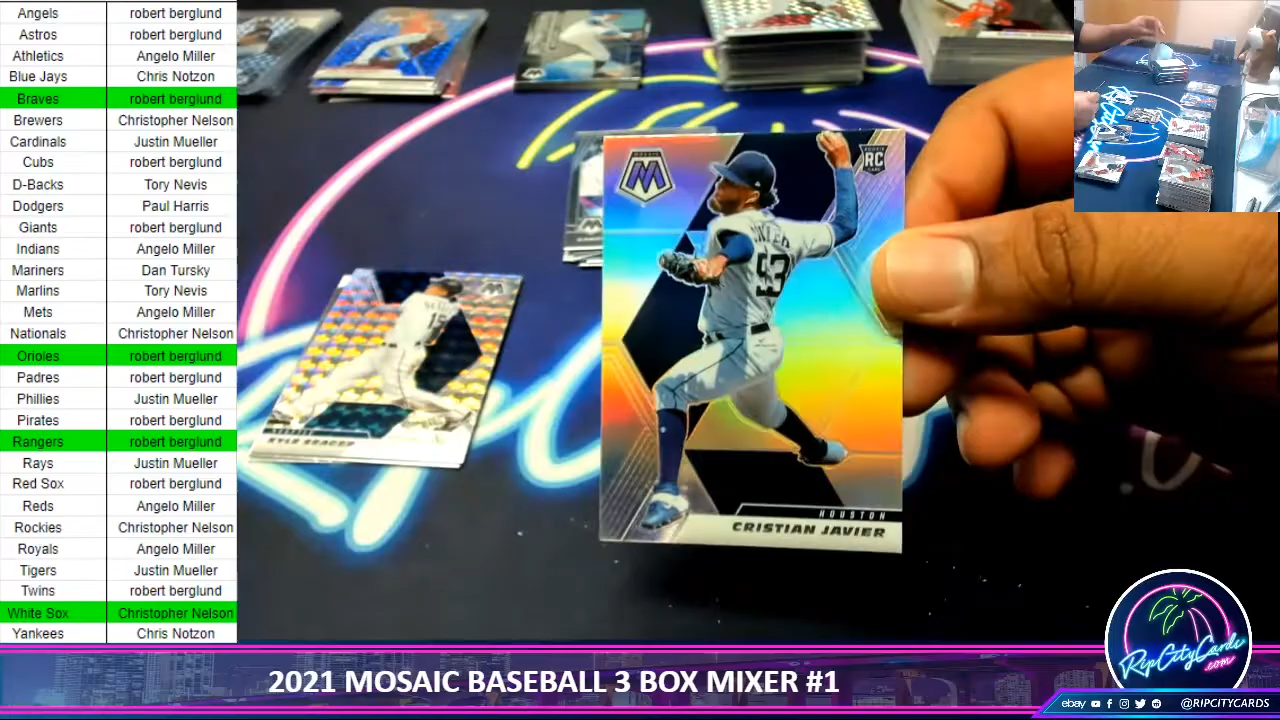 Angels robert berglund
Astros robert berglund
Athletics Angelo Miller
Blue Jays Chris Notzon
Braves robert berglund
Brewers Christopher Nelson
Cardinals Justin Mueller
Cubs robert berglund
D-Backs Tory Nevis
Dodgers Paul Harris
Giants robert berglund
Indians Angelo Miller
Mariners Dan Tursky
Marlins Tory Nevis
Mets Angelo Miller
Nationals Christopher Nelson
Orioles robert berglund
Padres robert berglund
Phillies Justin Mueller
Pirates robert berglund
Rangers robert berglund
Rays Justin Mueller
Red Sox robert berglund
Reds Angelo Miller
Rockies Christopher Nelson
Royals Angelo Miller
Tigers Justin Mueller
Twins robert berglund
White Sox Christopher Nelson
Yankees Chris Notzon
MOSAIC
M
RC
53
HOUSTON
CRISTIAN JAVIER
KYLE SEAGER
RipCityCards
.com
2021 MOSAIC BASEBALL 3 BOX MIXER #1
ebay @RIPCITYCARDS